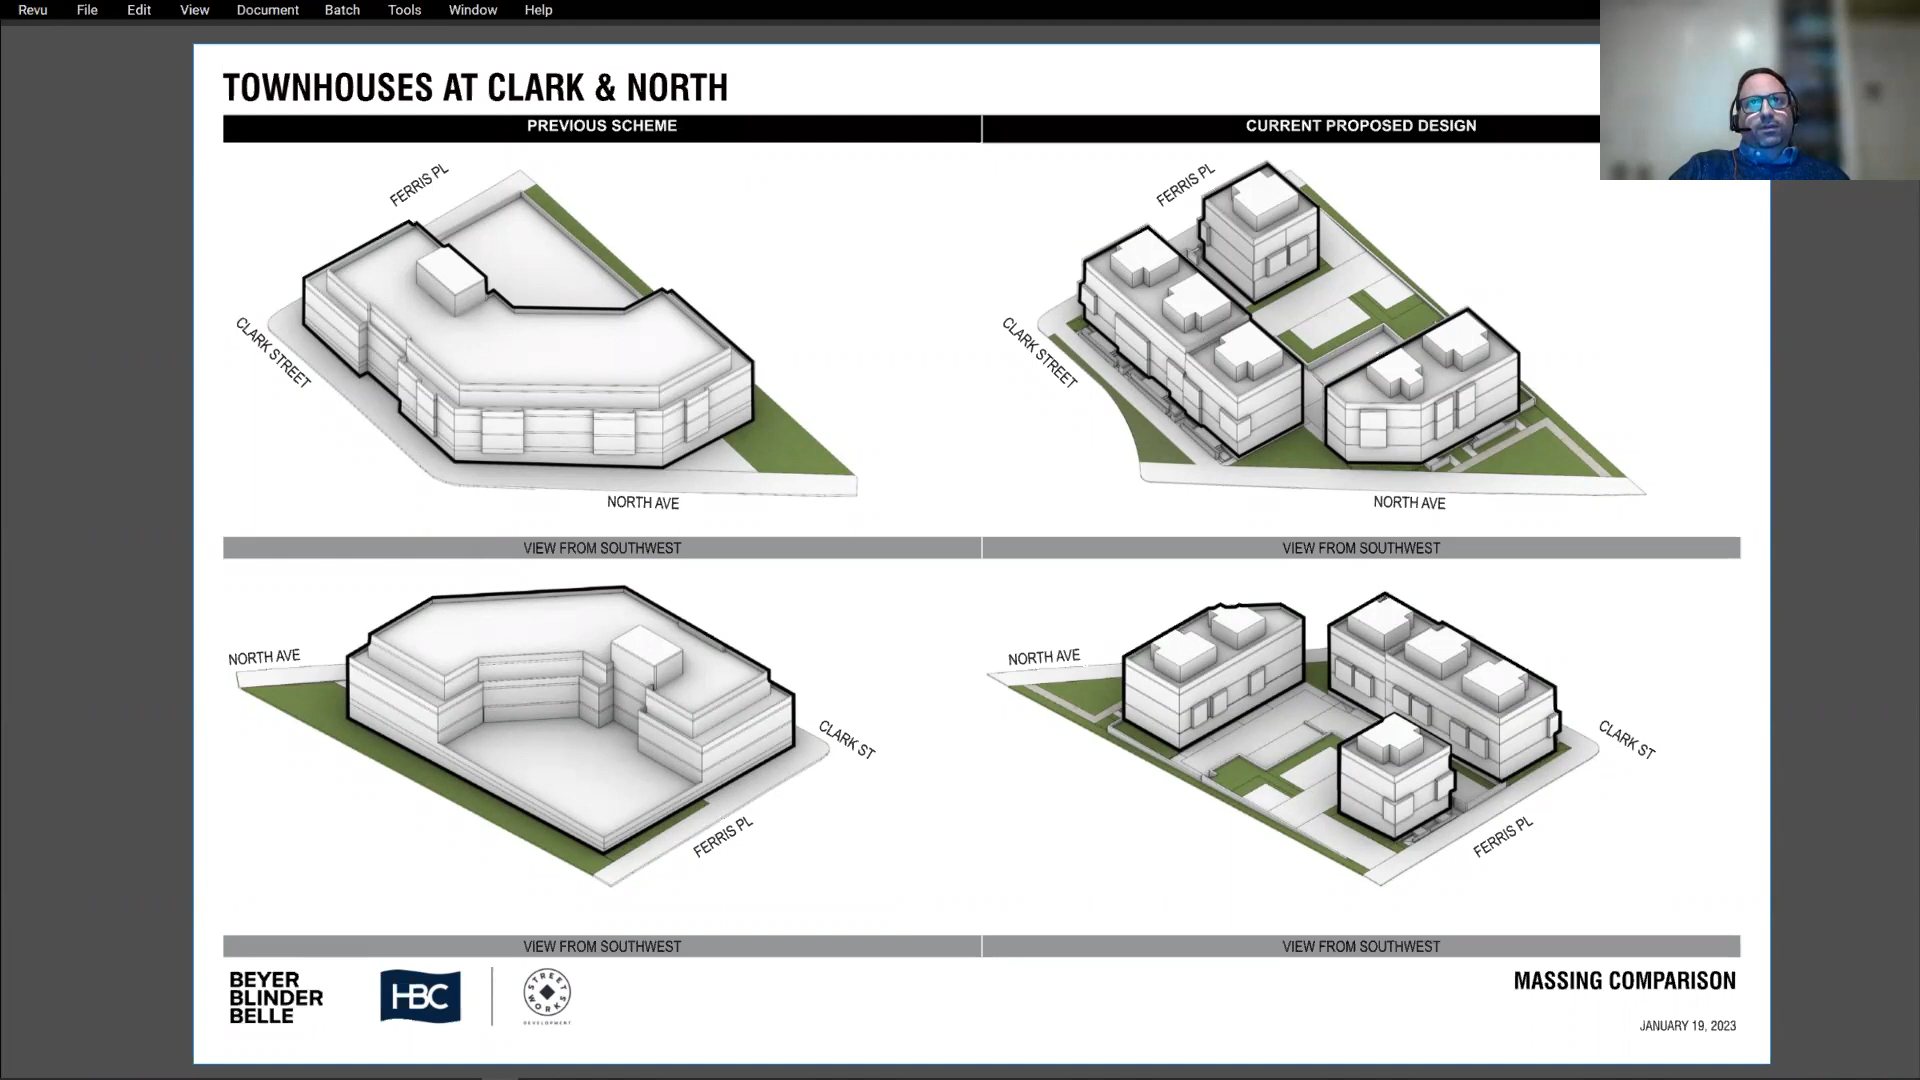 Revu File Edit View Document Batch Tools Window Help
TOWNHOUSES AT CLARK & NORTH
PREVIOUS SCHEME
CURRENT PROPOSED DESIGN
FERRIS PL
CLARK STREET
NORTH AVE
FERRIS PL
CLARK STREET
NORTH AVE
VIEW FROM SOUTHWEST
VIEW FROM SOUTHWEST
NORTH AVE
CLARK ST
FERRIS PL
NORTH AVE
CLARK ST
FERRIS PL
VIEW FROM SOUTHWEST
VIEW FROM SOUTHWEST
BEYER
BLINDER
BELLE
HBC
STREET
WORKS
DEVELOPMENT
MASSING COMPARISON
JANUARY 19, 2023